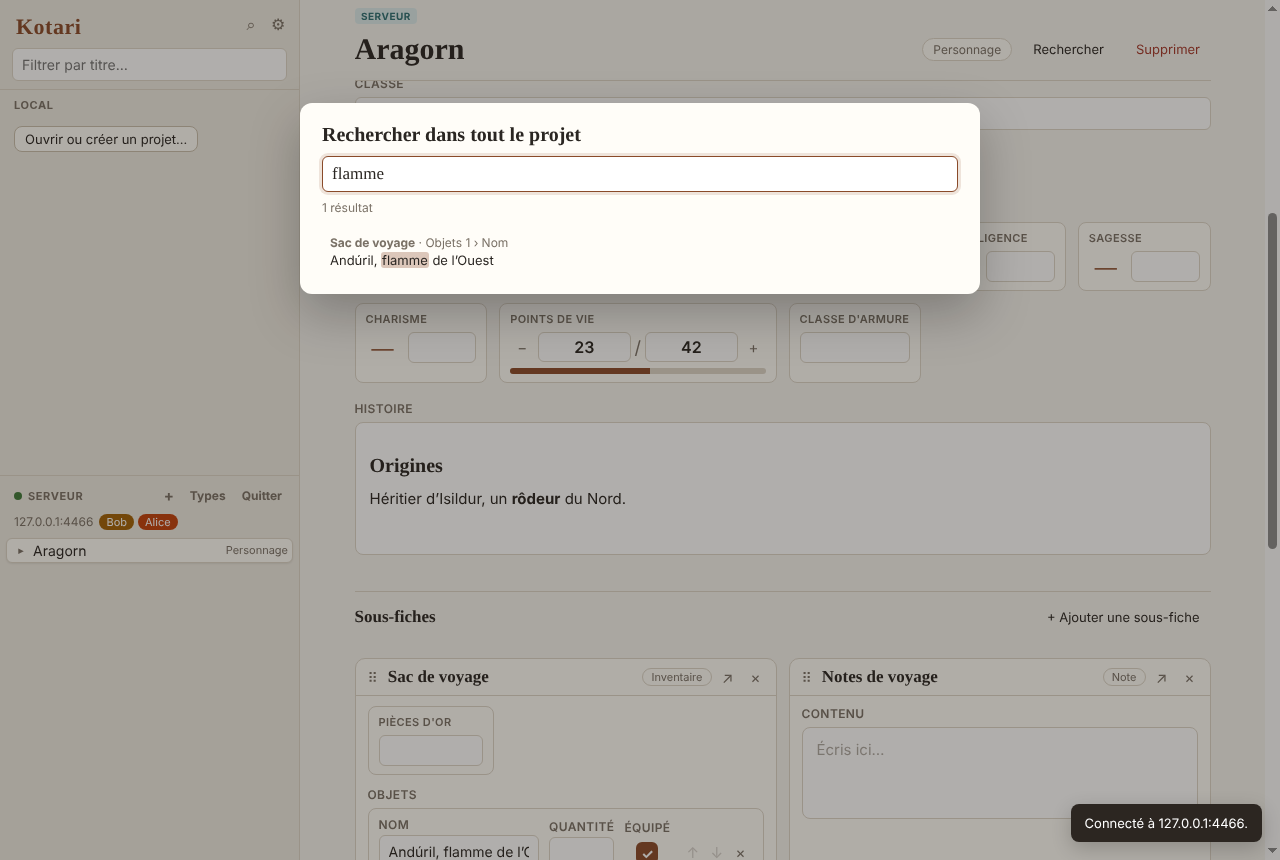 Kotari
Filtrer par titre...
LOCAL
Ouvrir ou créer un projet...
SERVEUR
+ Types Quitter
127.0.0.1:4466 Bob Alice
Aragorn Personnage
SERVEUR
Aragorn
Personnage Rechercher Supprimer
CLASSE
Rechercher dans tout le projet
flamme
1 résultat
Sac de voyage · Objets 1 › Nom
Andúril, flamme de l’Ouest
SAGESSE
—
CHARISME
—
POINTS DE VIE
− 23 / 42 +
CLASSE D'ARMURE
HISTOIRE
Origines
Héritier d’Isildur, un rôdeur du Nord.
Sous-fiches
+ Ajouter une sous-fiche
Sac de voyage Inventaire ↗ ×
PIÈCES D'OR
OBJETS
NOM QUANTITÉ ÉQUIPÉ
Andúril, flamme de l’O
↑ ↓ ×
Notes de voyage Note ↗ ×
CONTENU
Écris ici...
Connecté à 127.0.0.1:4466.